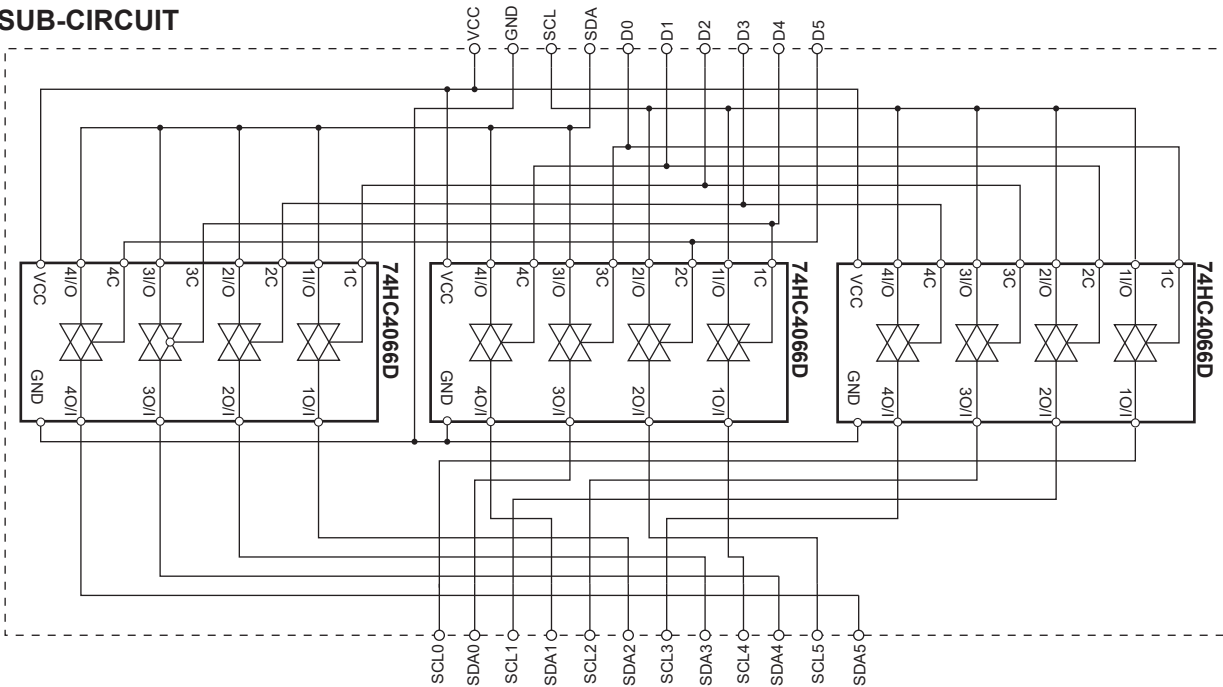 SUB-CIRCUIT
VCC GND SCL SDA D0 D1 D2 D3 D4 D5
VCC 4I/O 4C 3I/O 3C 2I/O 2C 1I/O 1C
74HC4066D
GND 4O/I 3O/I 2O/I 1O/I
VCC 4I/O 4C 3I/O 3C 2I/O 2C 1I/O 1C
74HC4066D
GND 4O/I 3O/I 2O/I 1O/I
VCC 4I/O 4C 3I/O 3C 2I/O 2C 1I/O 1C
74HC4066D
GND 4O/I 3O/I 2O/I 1O/I
SCL0 SDA0 SCL1 SDA1 SCL2 SDA2 SCL3 SDA3 SCL4 SDA4 SCL5 SDA5